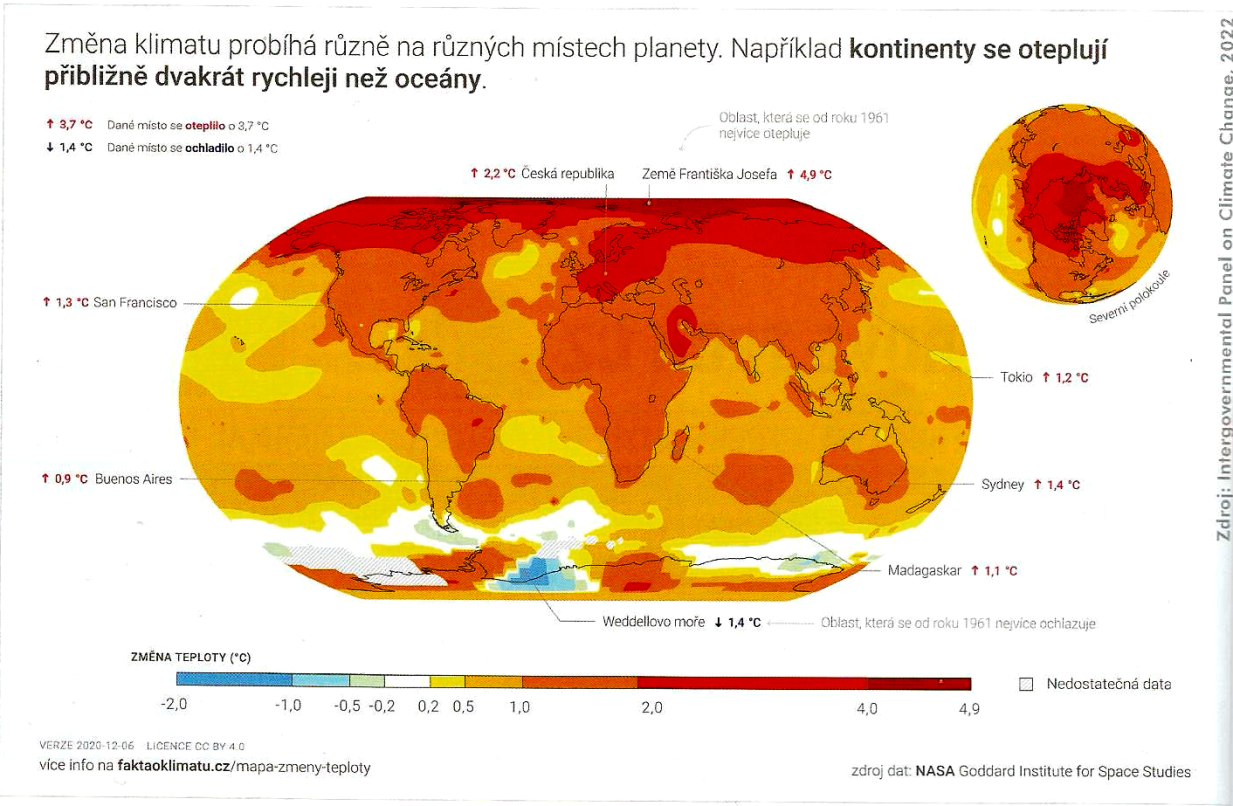 Změna klimatu probíhá různě na různých místech planety. Například kontinenty se oteplují
přibližně dvakrát rychleji než oceány.
↑ 3,7 °C Dané místo se oteplilo o 3,7 °C
↓ 1,4 °C Dané místo se ochladilo o 1,4 °C
Oblast, která se od roku 1961
nejvíce otepluje
↑ 2,2 °C Česká republika
Země Františka Josefa ↑ 4,9 °C
Severní polokoule
↑ 1,3 °C San Francisco
Tokio ↑ 1,2 °C
↑ 0,9 °C Buenos Aires
Sydney ↑ 1,4 °C
Madagaskar ↑ 1,1 °C
Weddellovo moře ↓ 1,4 °C
Oblast, která se od roku 1961 nejvíce ochlazuje
ZMĚNA TEPLOTY (°C)
-2,0 -1,0 -0,5 -0,2 0,2 0,5 1,0 2,0 4,0 4,9
Nedostatečná data
VERZE 2020-12-06 LICENCE CC BY 4.0
více info na faktaoklimatu.cz/mapa-zmeny-teploty
zdroj dat: NASA Goddard Institute for Space Studies
Zdroj: Intergovernmental Panel on Climate Change, 2022